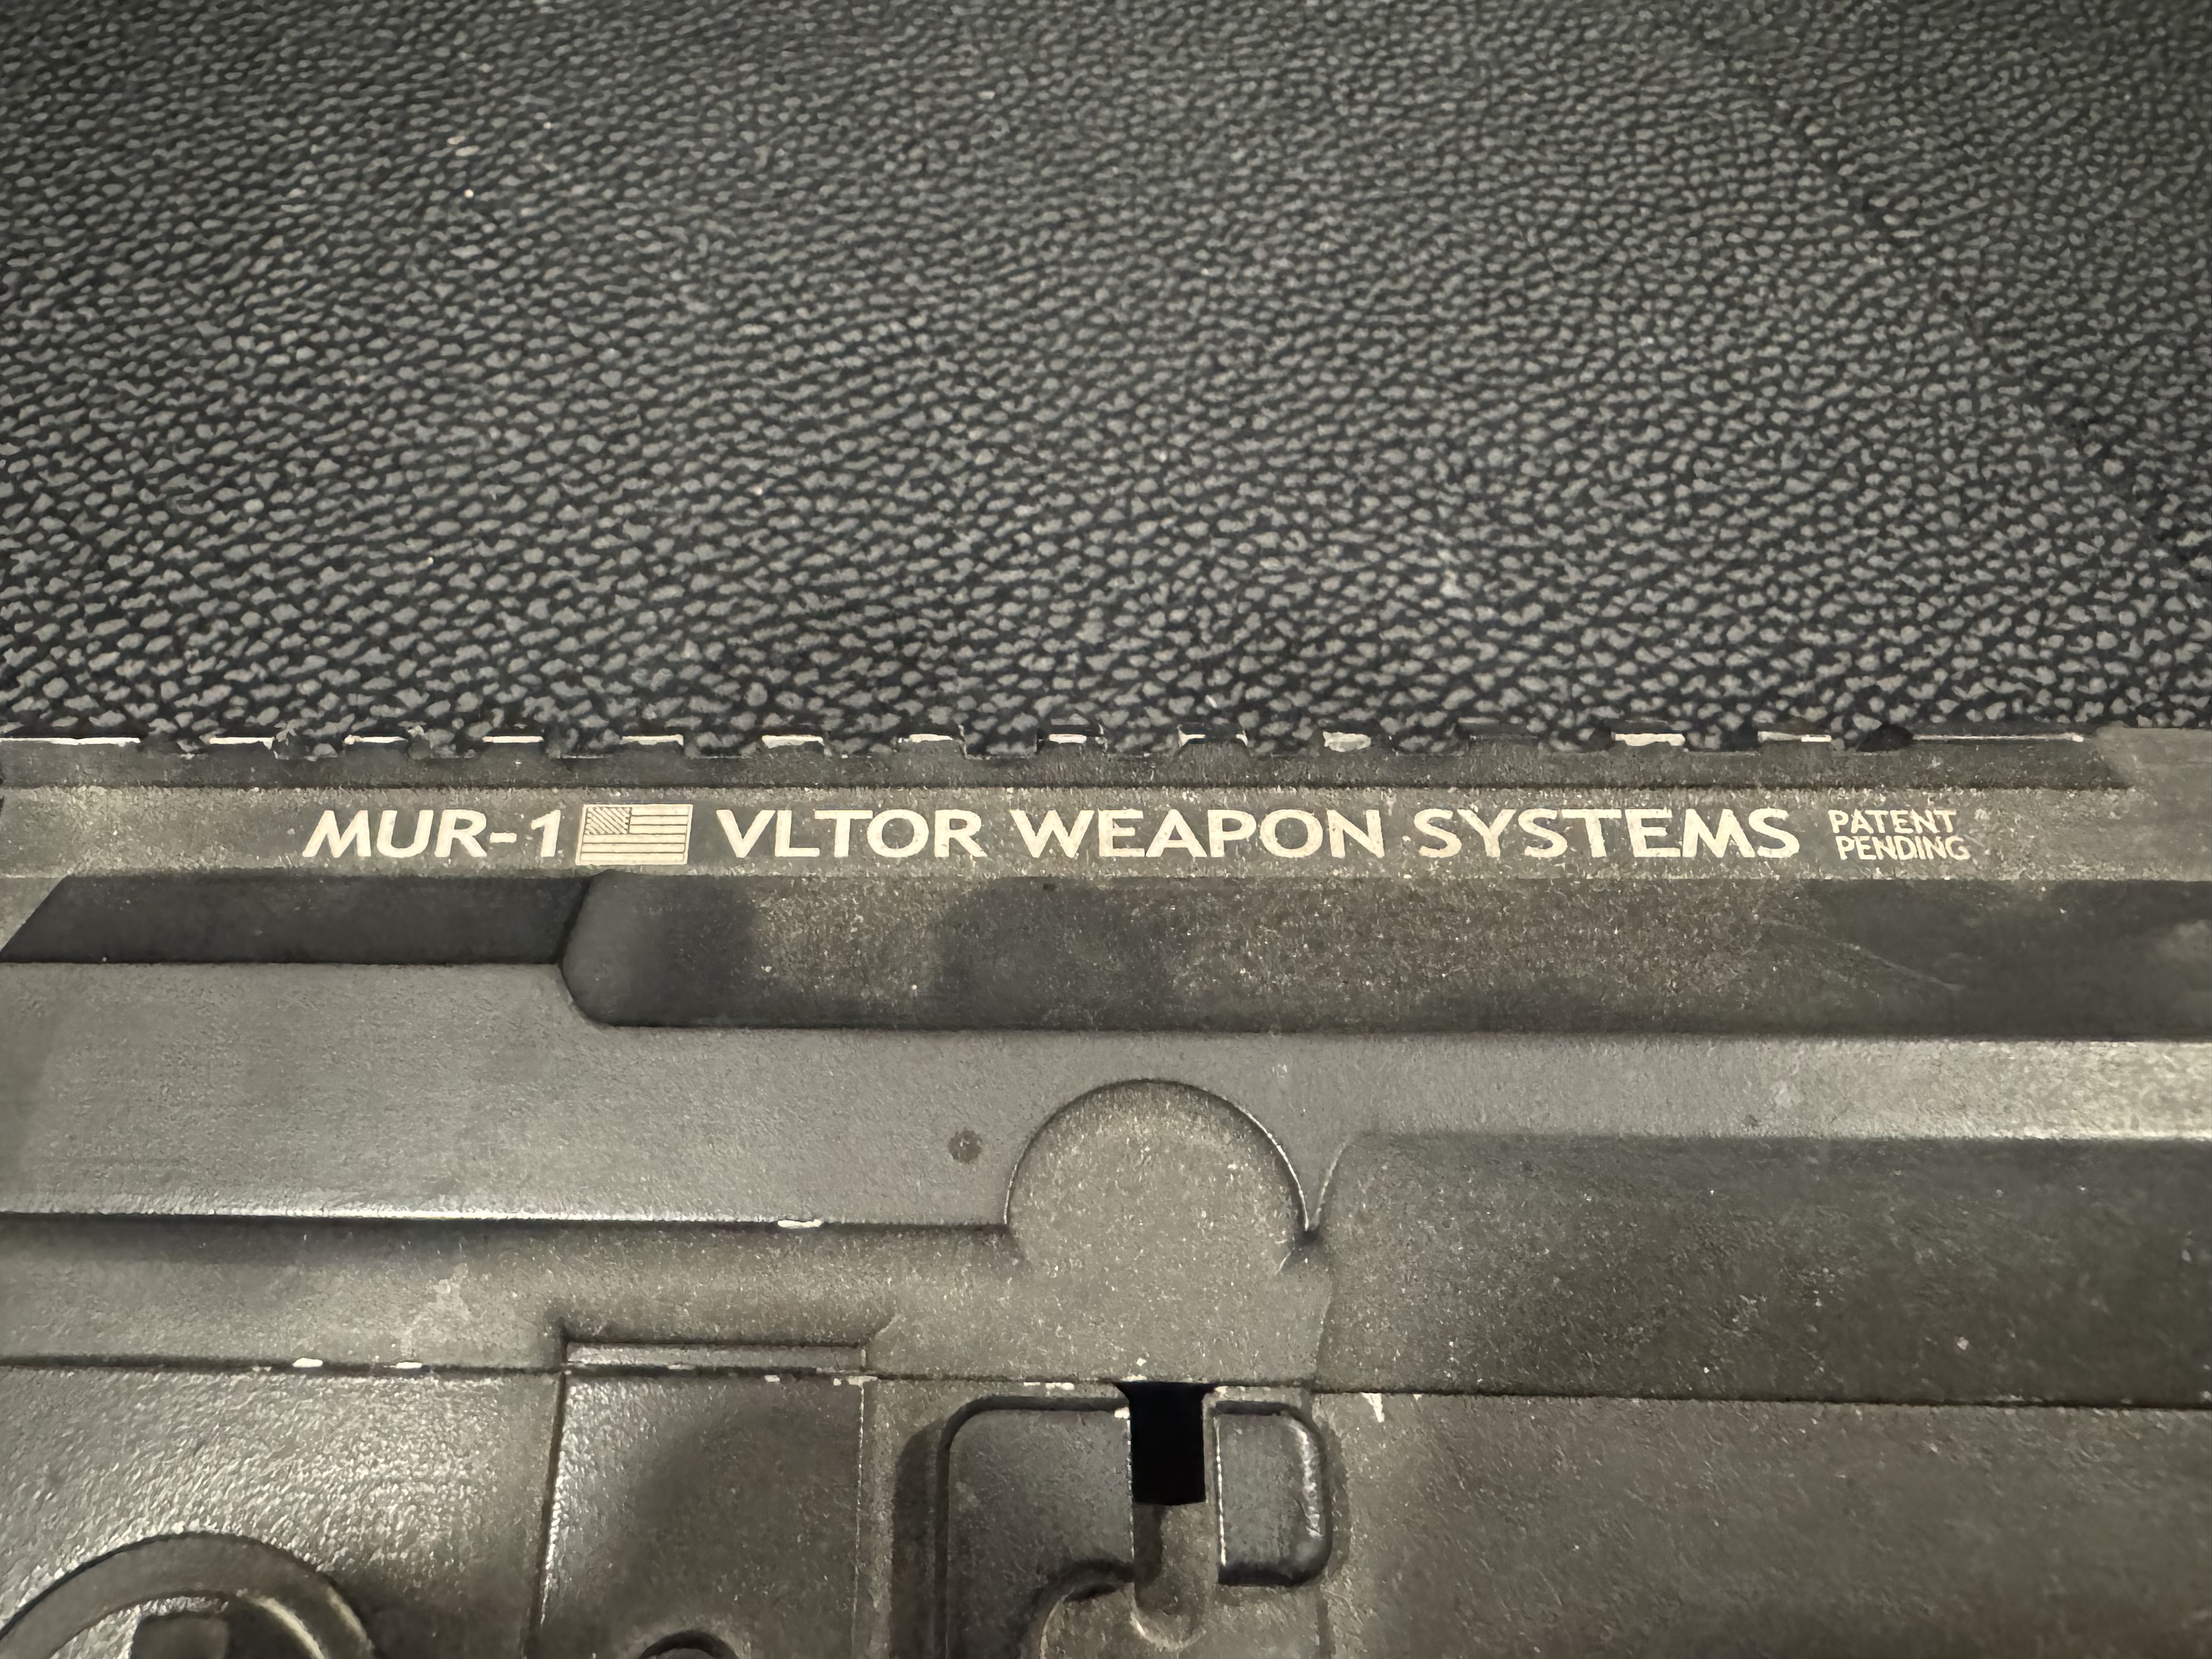 MUR-1 VLTOR WEAPON SYSTEMS PATENT
PENDING